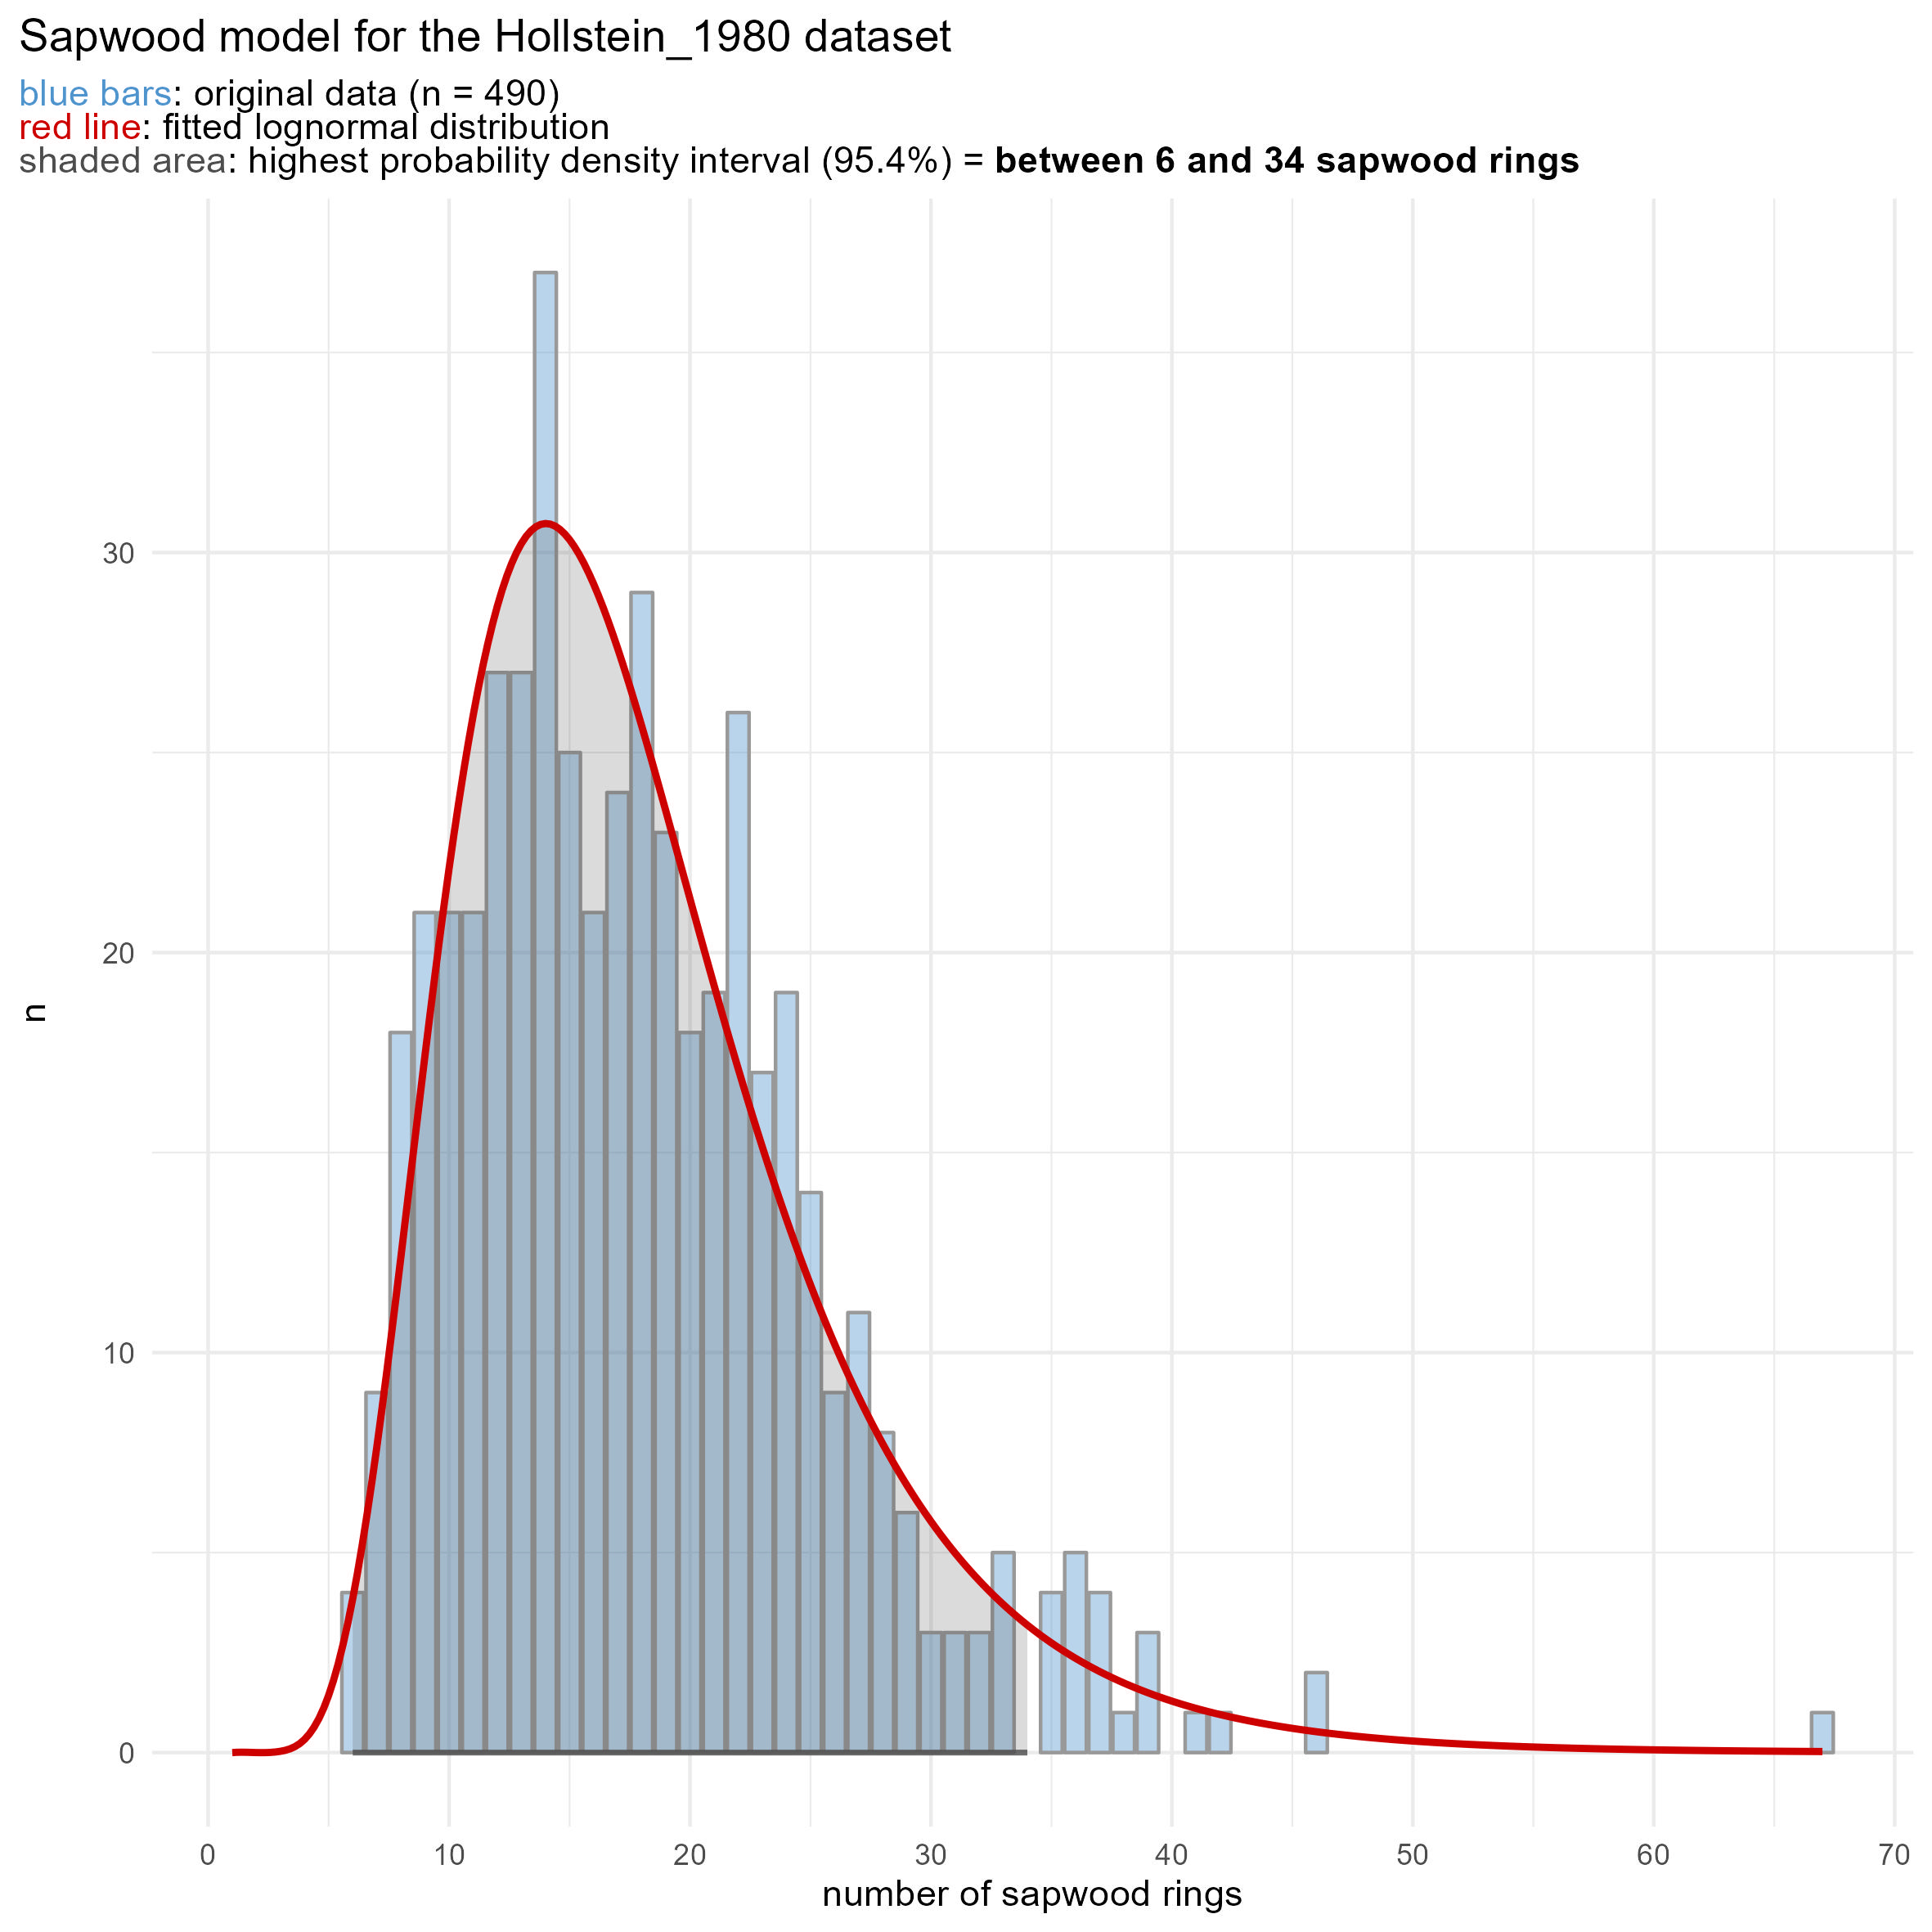 Sapwood model for the Hollstein_1980 dataset
blue bars: original data (n = 490)
red line: fitted lognormal distribution
shaded area: highest probability density interval (95.4%) = between 6 and 34 sapwood rings
30
20
n
10
0
0 10 20 30 40 50 60 70
number of sapwood rings